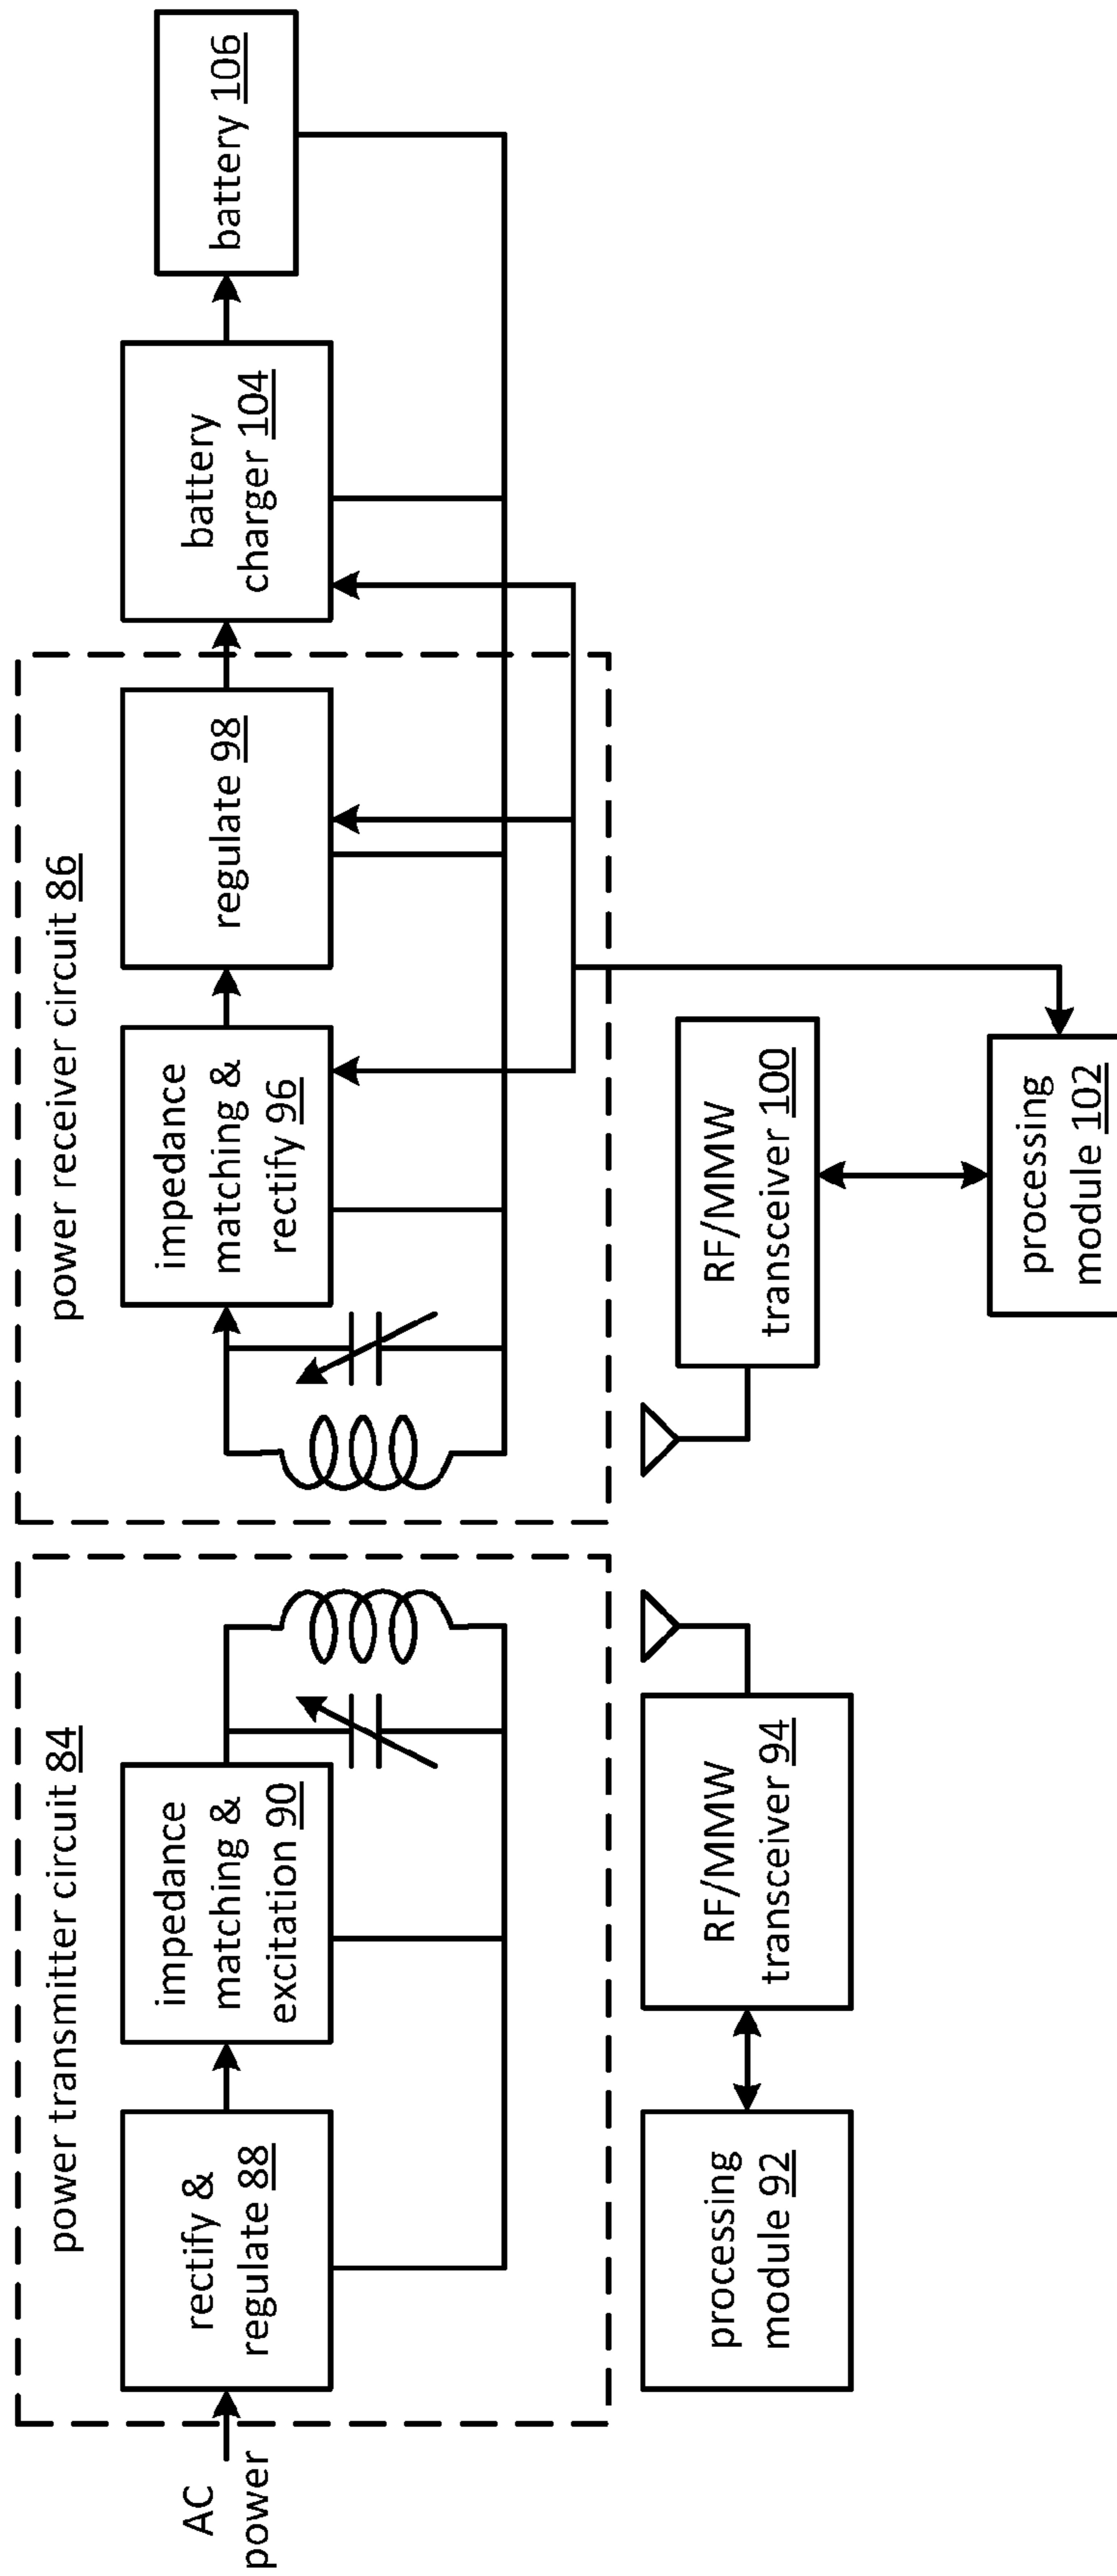 AC
power
power transmitter circuit 84
rectify &
regulate 88
impedance
matching &
excitation 90
processing
module 92
RF/MMW
transceiver 94
power receiver circuit 86
impedance
matching &
rectify 96
regulate 98
battery
charger 104
battery 106
RF/MMW
transceiver 100
processing
module 102